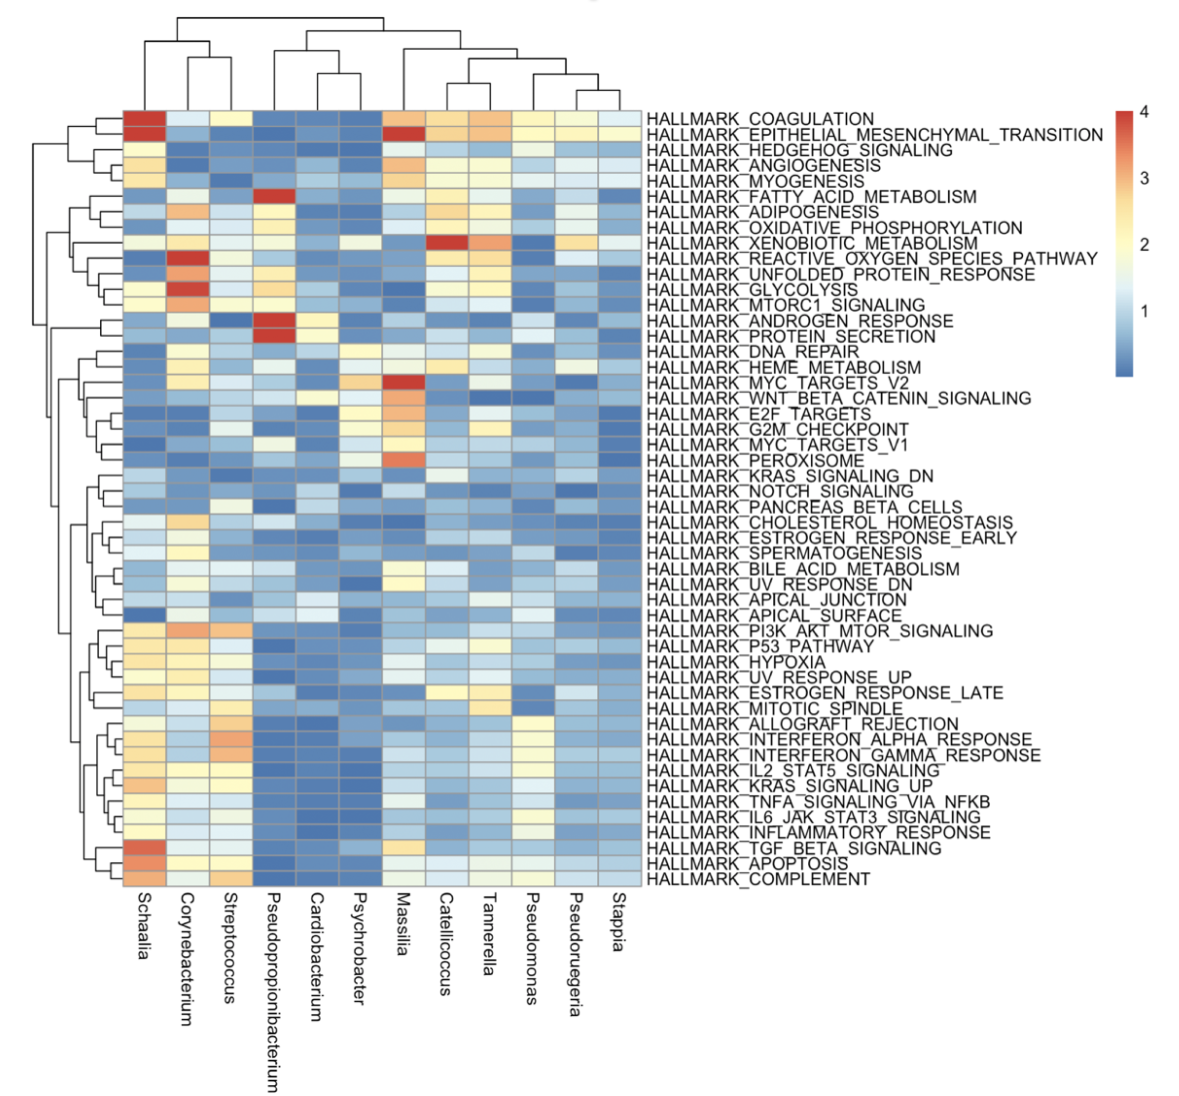 4
3
2
1
HALLMARK_COAGULATION
HALLMARK_EPITHELIAL_MESENCHYMAL_TRANSITION
HALLMARK_HEDGEHOG_SIGNALING
HALLMARK_ANGIOGENESIS
HALLMARK_MYOGENESIS
HALLMARK_FATTY_ACID_METABOLISM
HALLMARK_ADIPOGENESIS
HALLMARK_OXIDATIVE_PHOSPHORYLATION
HALLMARK_XENOBIOTIC_METABOLISM
HALLMARK_REACTIVE_OXYGEN_SPECIES_PATHWAY
HALLMARK_UNFOLDED_PROTEIN_RESPONSE
HALLMARK_GLYCOLYSIS
HALLMARK_MTORC1_SIGNALING
HALLMARK_ANDROGEN_RESPONSE
HALLMARK_PROTEIN_SECRETION
HALLMARK_DNA_REPAIR
HALLMARK_HEME_METABOLISM
HALLMARK_MYC_TARGETS_V2
HALLMARK_WNT_BETA_CATENIN_SIGNALING
HALLMARK_E2F_TARGETS
HALLMARK_G2M_CHECKPOINT
HALLMARK_MYC_TARGETS_V1
HALLMARK_PEROXISOME
HALLMARK_KRAS_SIGNALING_DN
HALLMARK_NOTCH_SIGNALING
HALLMARK_PANCREAS_BETA_CELLS
HALLMARK_CHOLESTEROL_HOMEOSTASIS
HALLMARK_ESTROGEN_RESPONSE_EARLY
HALLMARK_SPERMATOGENESIS
HALLMARK_BILE_ACID_METABOLISM
HALLMARK_UV_RESPONSE_DN
HALLMARK_APICAL_JUNCTION
HALLMARK_APICAL_SURFACE
HALLMARK_PI3K_AKT_MTOR_SIGNALING
HALLMARK_P53_PATHWAY
HALLMARK_HYPOXIA
HALLMARK_UV_RESPONSE_UP
HALLMARK_ESTROGEN_RESPONSE_LATE
HALLMARK_MITOTIC_SPINDLE
HALLMARK_ALLOGRAFT_REJECTION
HALLMARK_INTERFERON_ALPHA_RESPONSE
HALLMARK_INTERFERON_GAMMA_RESPONSE
HALLMARK_IL2_STAT5_SIGNALING
HALLMARK_KRAS_SIGNALING_UP
HALLMARK_TNFA_SIGNALING_VIA_NFKB
HALLMARK_IL6_JAK_STAT3_SIGNALING
HALLMARK_INFLAMMATORY_RESPONSE
HALLMARK_TGF_BETA_SIGNALING
HALLMARK_APOPTOSIS
HALLMARK_COMPLEMENT
Schaalia
Corynebacterium
Streptococcus
Pseudopropionibacterium
Cardiobacterium
Psychrobacter
Massilia
Catellicoccus
Tannerella
Pseudomonas
Pseudoruegeria
Stappia